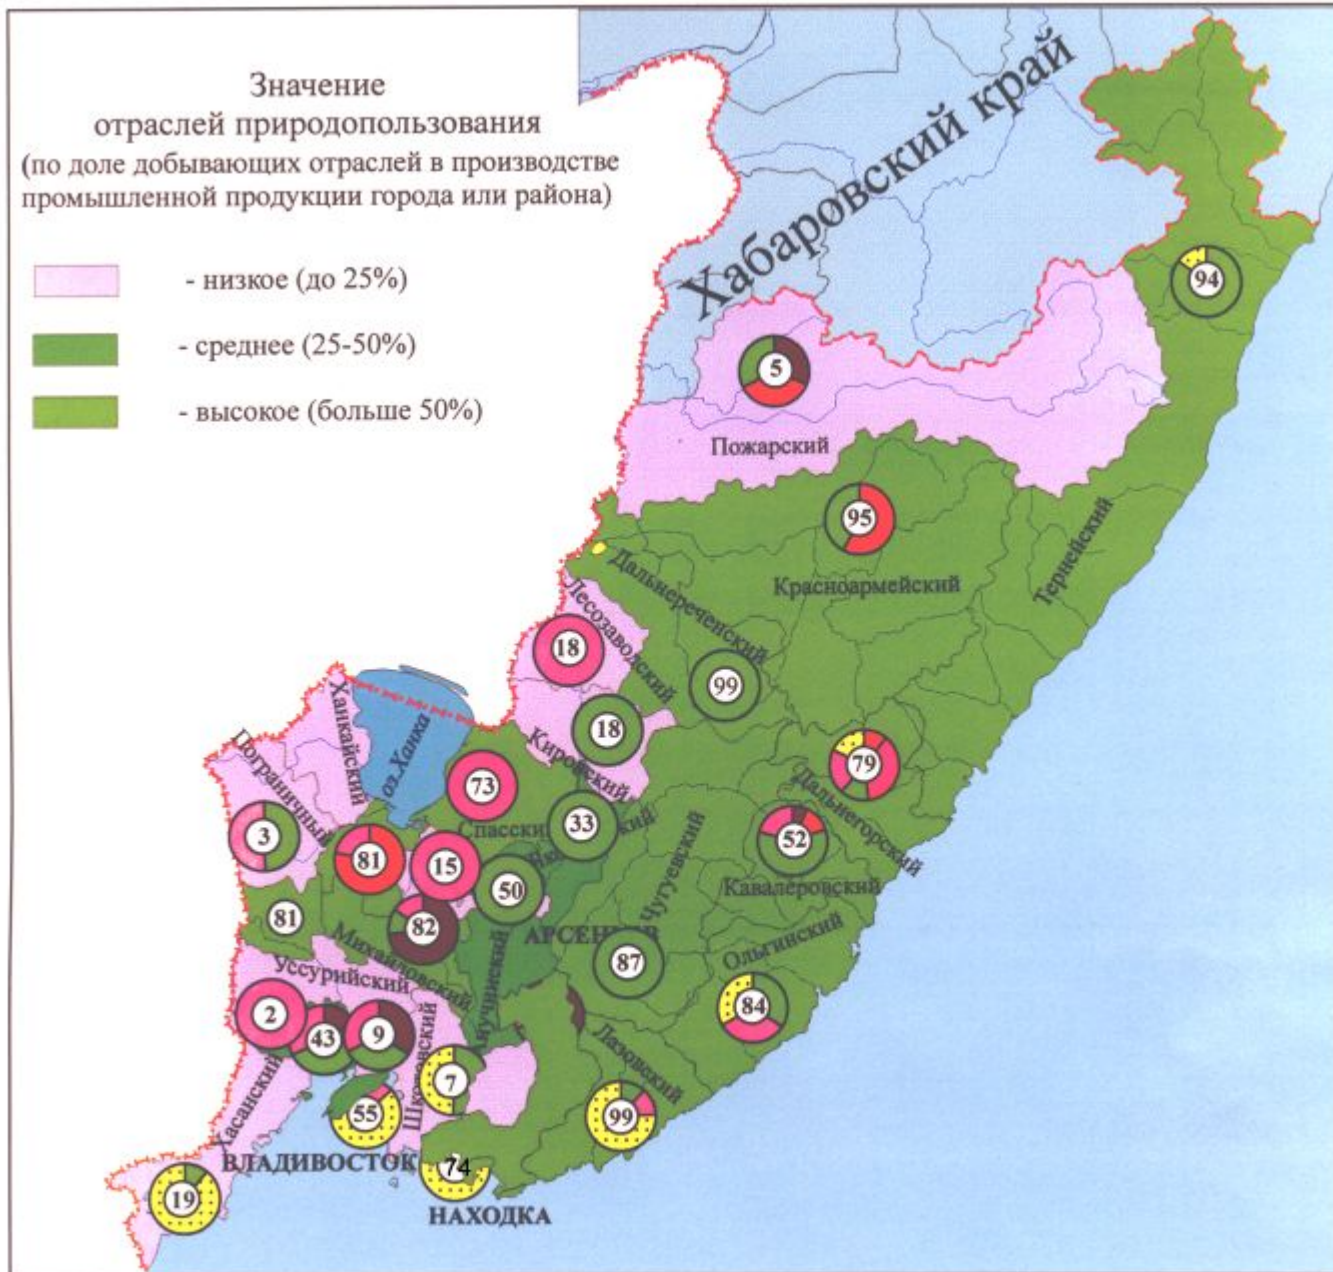 Значение
отраслей природопользования
(по доле добывающих отраслей в производстве
промышленной продукции города или района)
- низкое (до 25%)
- среднее (25-50%)
- высокое (больше 50%)
Хабаровский край
94
5
Пожарский
95
Красноармейский
Тернейский
Дальнереченский
Лесозаводский
18
99
18
Кировский
Ханкайский
оз.Ханка
Пограничный
73
79
Дальнегорский
33
Спасски
3
81
15
50
52
Кавалеровский
Чугуевский
81
82
АРСЕНЬЕВ
Михайловский
87
Ольгинский
Уссурийский
Анучинский
84
2
43
9
Лазовский
Шкотовский
7
55
99
Хасанский
ВЛАДИВОСТОК
74
19
НАХОДКА